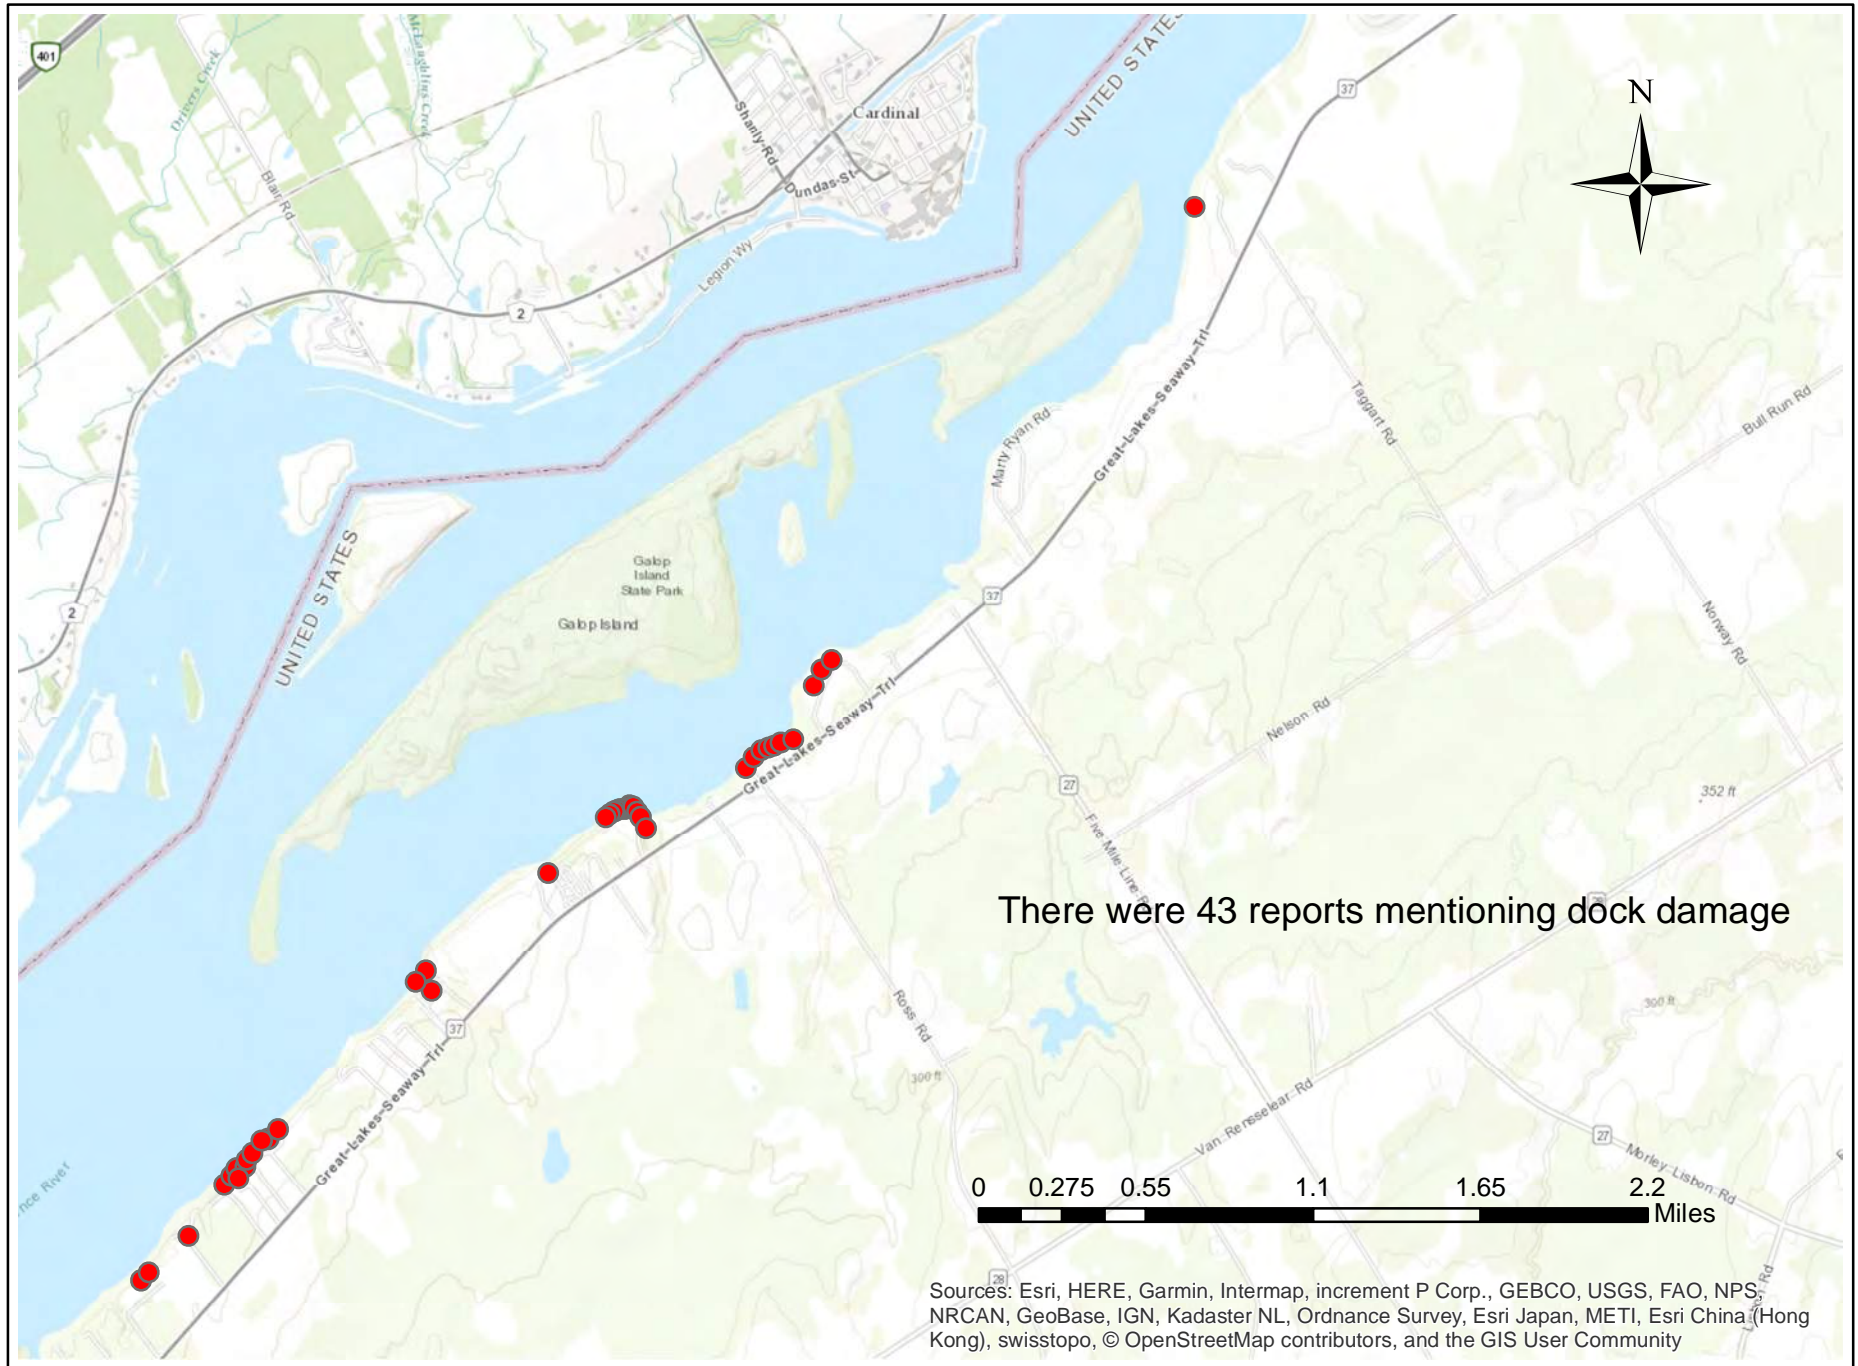 401
Drivers Creek
McLaughlins Creek
Blair Rd
Shanly Rd
Cardinal
Dundas St
Legion Wy
2
UNITED STATES
37
N
Great Lakes Seaway Trl
Marty Ryan Rd
Taggart Rd
Bull Run Rd
Galop
Island
State Park
Galop Island
UNITED STATES
2
37
Norway Rd
Nelson Rd
Great Lakes Seaway Trl
27
352 ft
Five Mile Line R
There were 43 reports mentioning dock damage
Ross Rd
300 ft
300 ft
37
Great Lakes Seaway Trl
Van Rensselear Rd
27
Morley Lisbon Rd
nce River
0 0.275 0.55 1.1 1.65 2.2
Miles
28
Sources: Esri, HERE, Garmin, Intermap, increment P Corp., GEBCO, USGS, FAO, NPS,
NRCAN, GeoBase, IGN, Kadaster NL, Ordnance Survey, Esri Japan, METI, Esri China (Hong
Kong), swisstopo, © OpenStreetMap contributors, and the GIS User Community